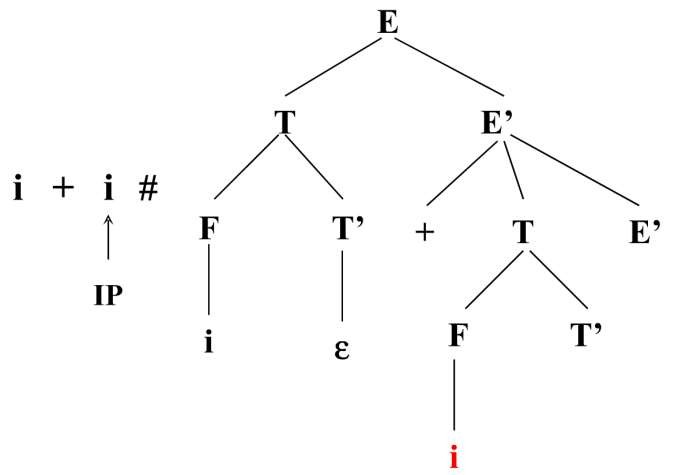 E
T E’
i + i #
F T’ + T E’
IP
i ε F T’
i